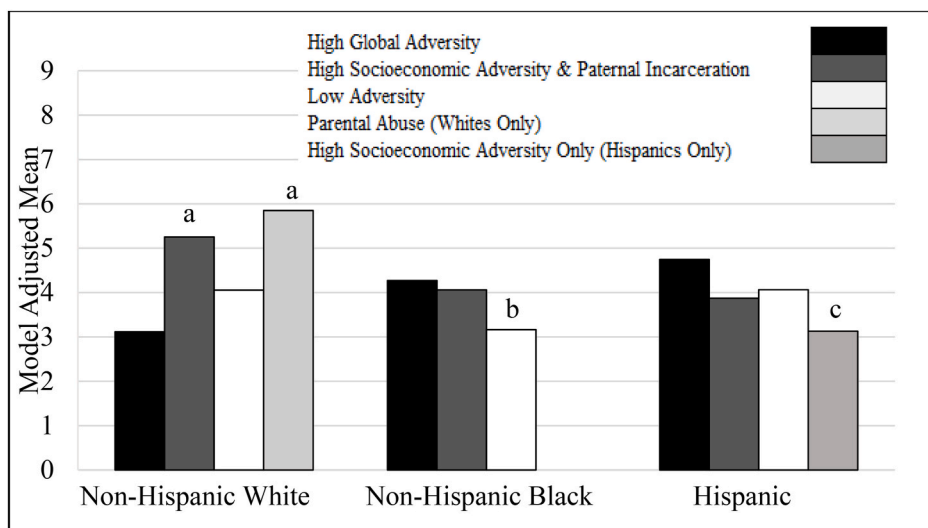 High Global Adversity
High Socioeconomic Adversity & Paternal Incarceration
Low Adversity
Parental Abuse (Whites Only)
High Socioeconomic Adversity Only (Hispanics Only)
Model Adjusted Mean
9
8
7
6
5
4
3
2
1
0
a
a
b
c
Non-Hispanic White
Non-Hispanic Black
Hispanic